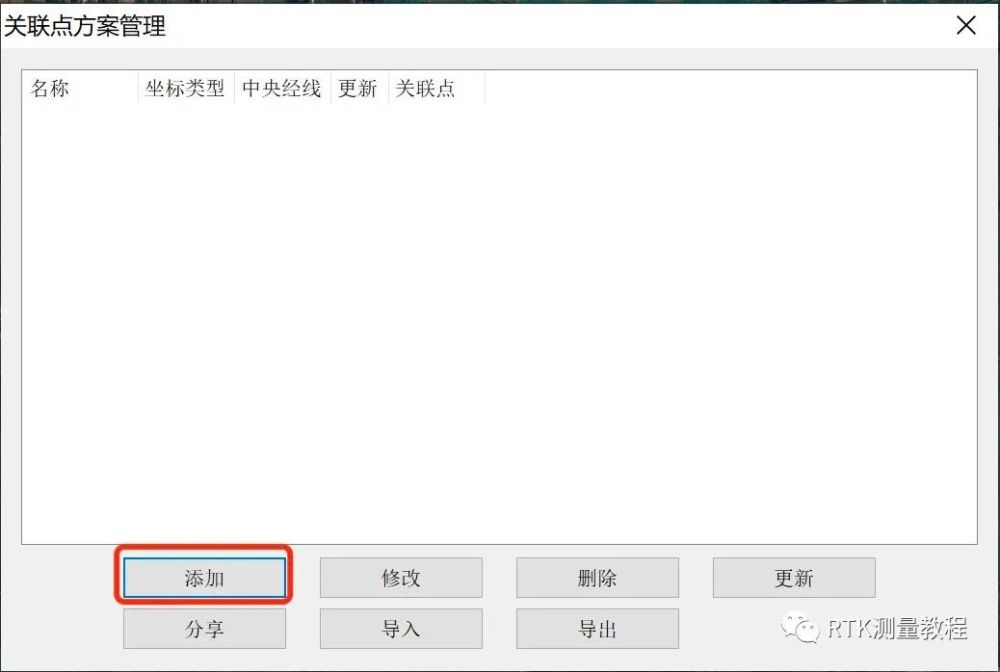 关联点方案管理
名称 坐标类型 中央经线 更新 关联点
添加 修改 删除 更新
分享 导入 导出
RTK测量教程